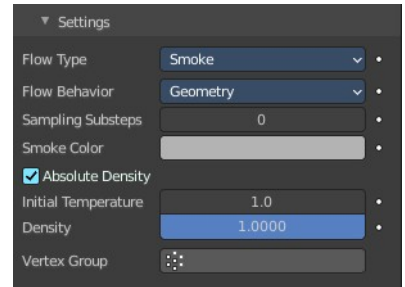 Settings
Flow Type Smoke
Flow Behavior Geometry
Sampling Substeps 0
Smoke Color
Absolute Density
Initial Temperature 1.0
Density 1.0000
Vertex Group